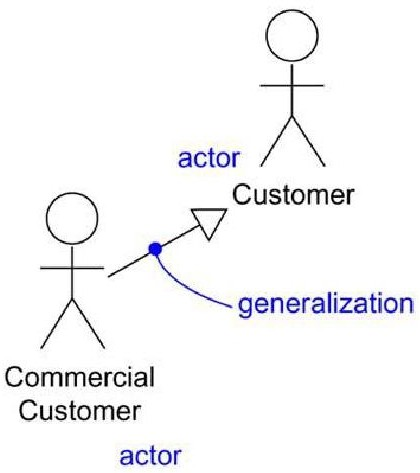 actor
Customer
generalization
Commercial
Customer
actor